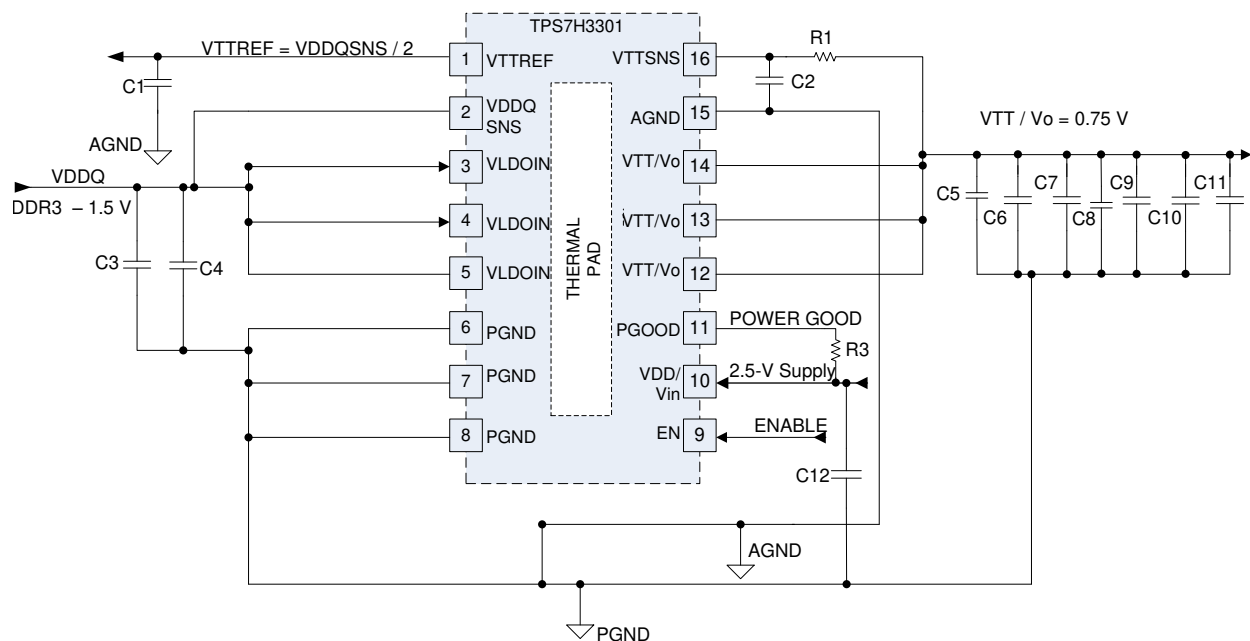 TPS7H3301
VTTREF = VDDQSNS / 2
C1
AGND
VDDQ
DDR3 – 1.5 V
C3
C4
1
VTTREF
2
VDDQ
SNS
3
VLDOIN
4
VLDOIN
5
VLDOIN
6
PGND
7
PGND
8
PGND
THERMAL
PAD
VTTSNS
16
AGND
15
VTT/Vo
14
VTT/Vo
13
VTT/Vo
12
PGOOD
11
VDD/
Vin
10
EN
9
R1
C2
VTT / Vo = 0.75 V
C5
C6
C7
C8
C9
C10
C11
POWER GOOD
R3
2.5-V Supply
ENABLE
C12
AGND
PGND